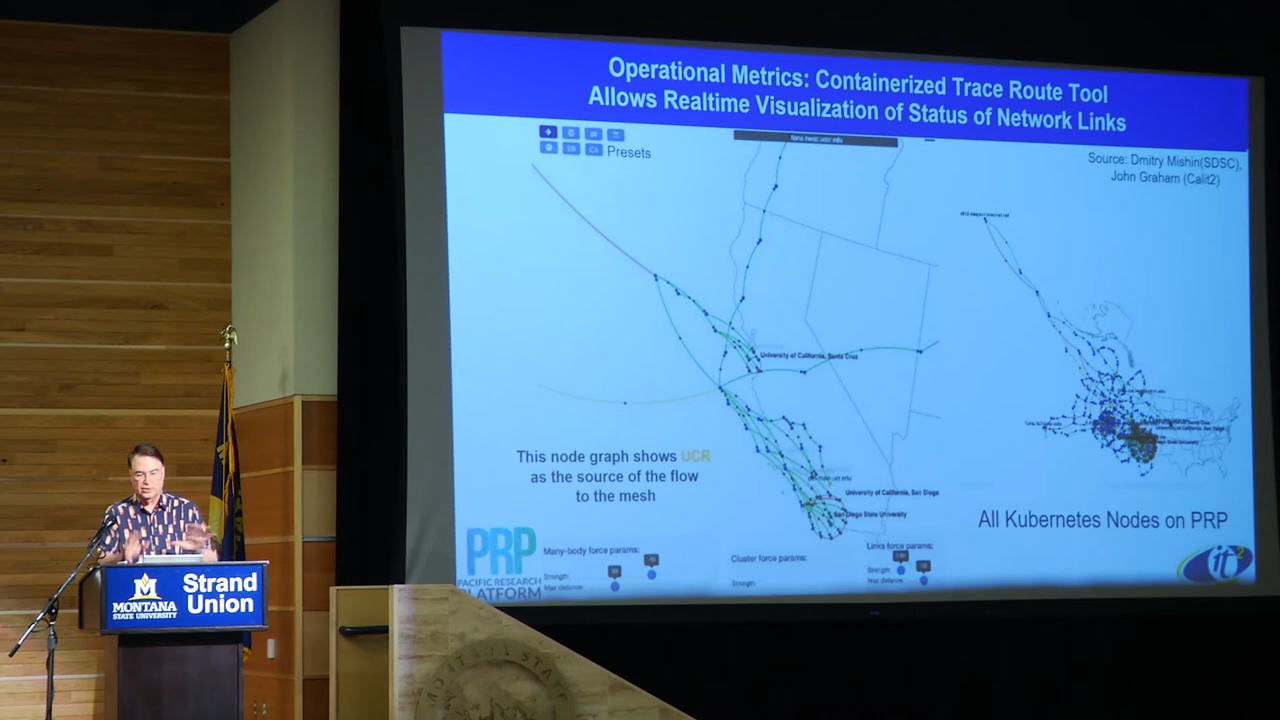 Operational Metrics: Containerized Trace Route Tool
Allows Realtime Visualization of Status of Network Links
Presets
Source: Dmitry Mishin(SDSC),
John Graham (Calit2)
University of California, Santa Cruz
This node graph shows UCR
as the source of the flow
to the mesh
University of California, San Diego
San Diego State University
All Kubernetes Nodes on PRP
PRP
PACIFIC RESEARCH
PLATFORM
Many-body force params:
Strength:
Max distance
Cluster force params:
Strength:
Links force params:
Strength:
Max distance
it2
M
MONTANA
STATE UNIVERSITY
Strand
Union
MONTANA STATE